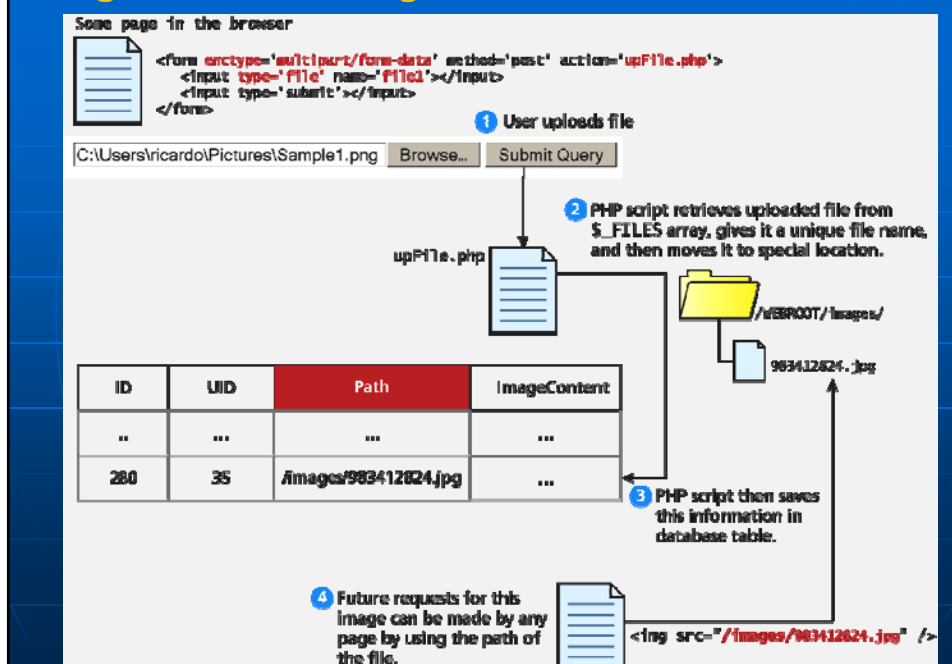 Some page in the browser
<form enctype='multipart/form-data' method='post' action='upFile.php'>
<input type='file' name='file1'></input>
<input type='submit'></input>
</form>
1 User uploads file
C:\Users\ricardo\Pictures\Sample1.png Browse... Submit Query
2 PHP script retrieves uploaded file from
$_FILES array, gives it a unique file name,
and then moves it to special location.
upFile.php
/WEBROOT/images/
983412824.jpg
ID UID Path ImageContent
.. ... ... ...
280 35 /images/983412824.jpg ...
3 PHP script then saves
this information in
database table.
4 Future requests for this
image can be made by any
page by using the path of
the file.
<img src="/images/983412824.jpg" />